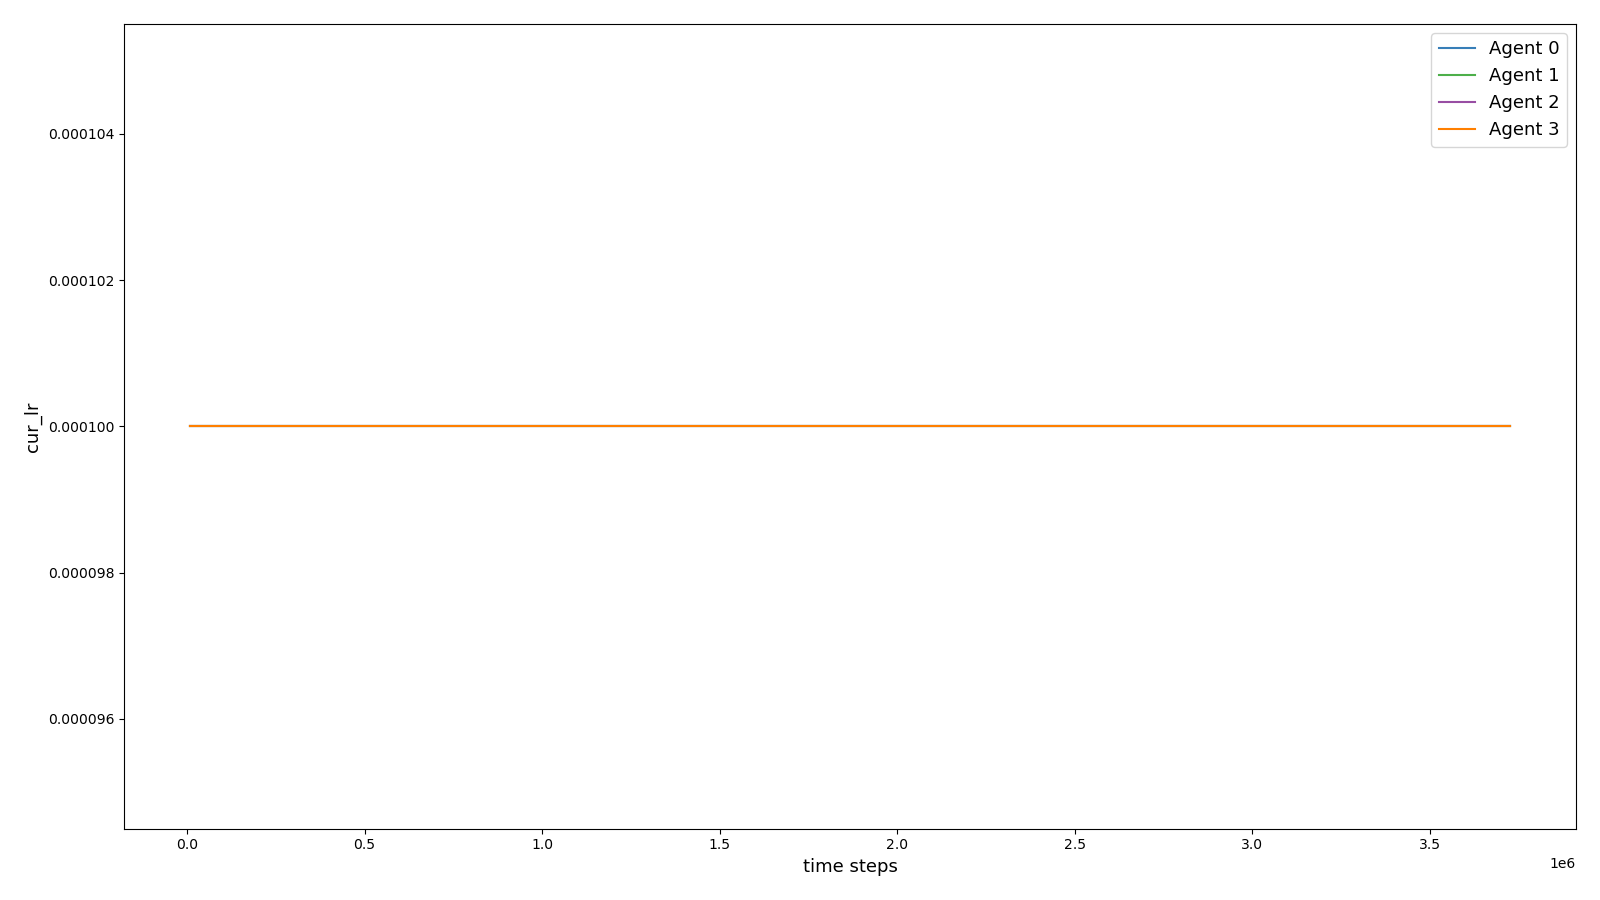 Agent 0
Agent 1
Agent 2
Agent 3
0.000104
0.000102
0.000100
0.000098
0.000096
cur_lr
0.0 0.5 1.0 1.5 2.0 2.5 3.0 3.5
1e6
time steps